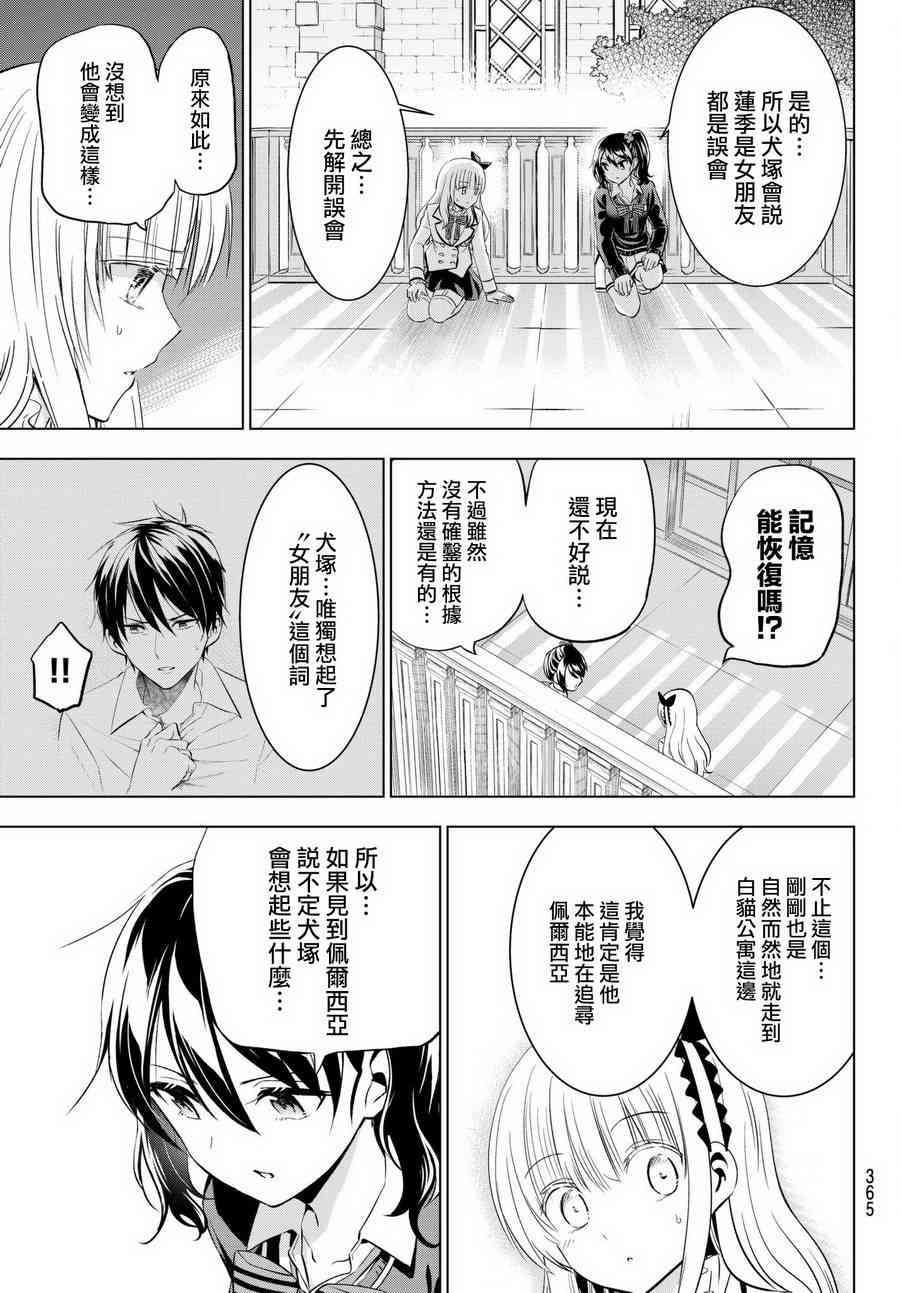 是的…
所以犬塚會說
蓮季是女朋友
都是誤會
總之…
先解開誤會
原來如此…
沒想到
他會變成這樣…
記憶
能恢復嗎!?
現在
還不好說…
不過雖然
沒有確鑿的根據
方法還是有的…
犬塚…唯獨想起了
〝女朋友〞這個詞
!!
不止這個…
剛剛也是
自然而然地就走到
白貓公寓這邊
我覺得
這肯定是他
本能地在追尋
佩爾西亞
所以…
如果見到佩爾西亞
說不定犬塚
會想起些什麼…
365